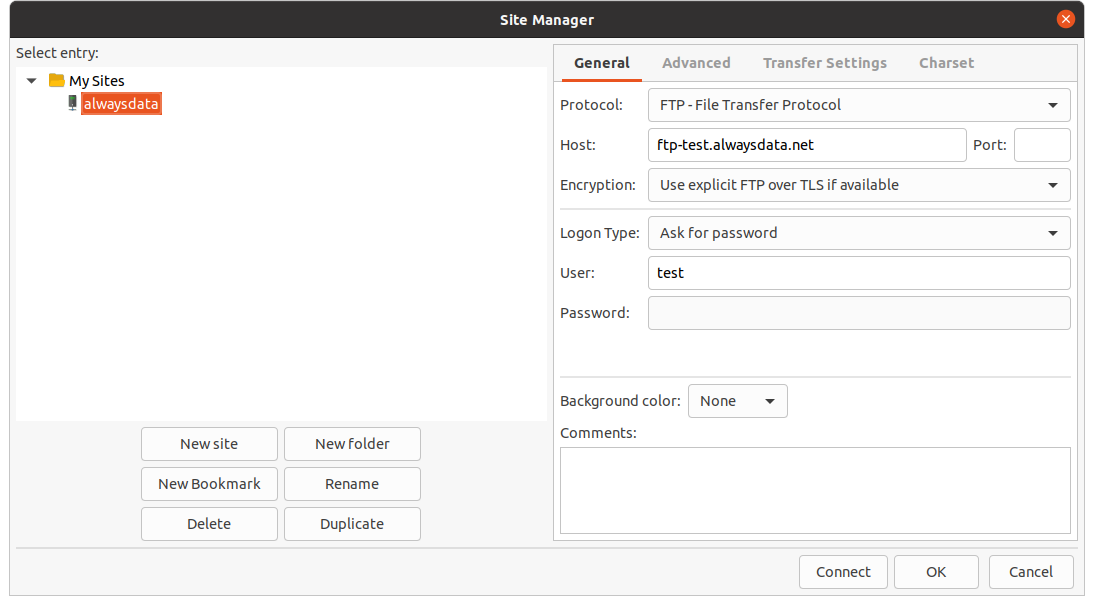 Site Manager
Select entry:
My Sites
alwaysdata
New site
New folder
New Bookmark
Rename
Delete
Duplicate
General
Advanced
Transfer Settings
Charset
Protocol:
FTP - File Transfer Protocol
Host:
ftp-test.alwaysdata.net
Port:
Encryption:
Use explicit FTP over TLS if available
Logon Type:
Ask for password
User:
test
Password:
Background color:
None
Comments:
Connect
OK
Cancel